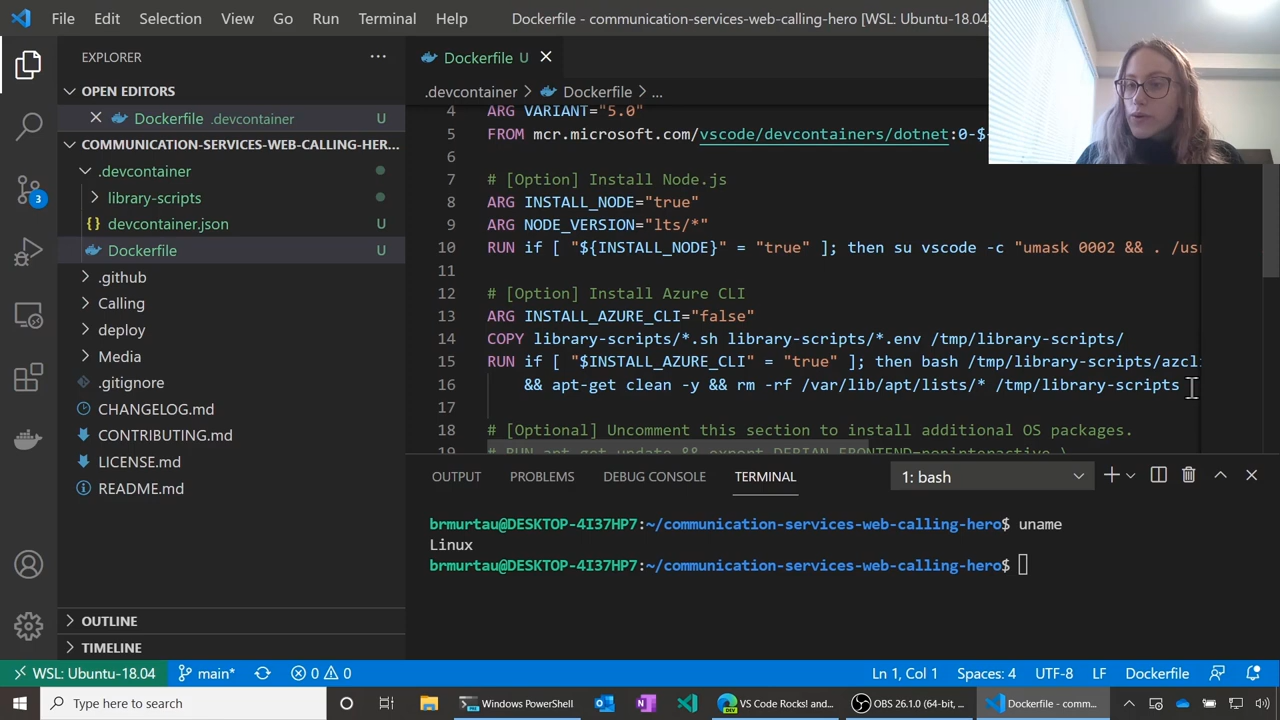 File Edit Selection View Go Run Terminal Help Dockerfile - communication-services-web-calling-hero [WSL: Ubuntu-18.04
EXPLORER
OPEN EDITORS
Dockerfile .devcontainer U
COMMUNICATION-SERVICES-WEB-CALLING-HER...
.devcontainer
library-scripts
{} devcontainer.json U
Dockerfile U
.github
Calling
deploy
Media
.gitignore
CHANGELOG.md
CONTRIBUTING.md
LICENSE.md
README.md
OUTLINE
TIMELINE
3
Dockerfile U
.devcontainer > Dockerfile > ...
4 ARG VARIANT="5.0"
5 FROM mcr.microsoft.com/vscode/devcontainers/dotnet:0-$
6
7 # [Option] Install Node.js
8 ARG INSTALL_NODE="true"
9 ARG NODE_VERSION="lts/*"
10 RUN if [ "${INSTALL_NODE}" = "true" ]; then su vscode -c "umask 0002 && . /us
11
12 # [Option] Install Azure CLI
13 ARG INSTALL_AZURE_CLI="false"
14 COPY library-scripts/*.sh library-scripts/*.env /tmp/library-scripts/
15 RUN if [ "$INSTALL_AZURE_CLI" = "true" ]; then bash /tmp/library-scripts/azcli
16 && apt-get clean -y && rm -rf /var/lib/apt/lists/* /tmp/library-scripts
17
18 # [Optional] Uncomment this section to install additional OS packages.
19 # RUN apt-get update && export DEBIAN_FRONTEND=noninteractive \
OUTPUT PROBLEMS DEBUG CONSOLE TERMINAL 1: bash
brmurtau@DESKTOP-4I37HP7:~/communication-services-web-calling-hero$ uname
Linux
brmurtau@DESKTOP-4I37HP7:~/communication-services-web-calling-hero$
WSL: Ubuntu-18.04 main* 0 0 Ln 1, Col 1 Spaces: 4 UTF-8 LF Dockerfile
Type here to search Windows PowerShell VS Code Rocks! and... OBS 26.1.0 (64-bit, ... Dockerfile - comm...